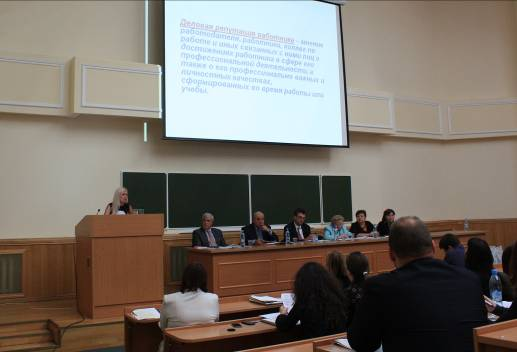 Деловая репутация работника – мнение
работодателя, работника, коллег по
работе и иных связанных с ними лиц о
достижениях работника в сфере его
профессиональной деятельности, а
также о его профессионально важных и
личностных качествах,
сформированных во время работы или
учебы.